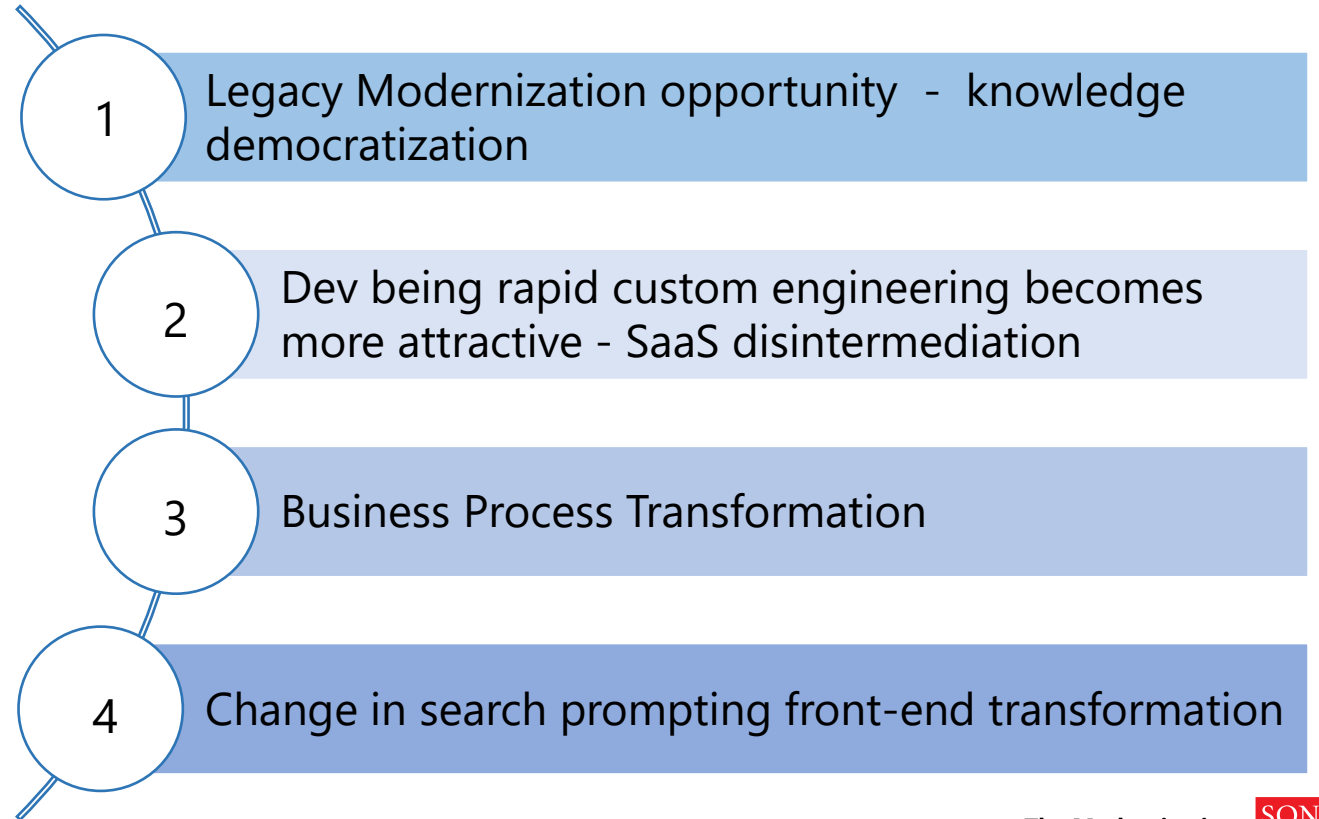 1
Legacy Modernization opportunity - knowledge
democratization
2
Dev being rapid custom engineering becomes
more attractive - SaaS disintermediation
3
Business Process Transformation
4
Change in search prompting front-end transformation
SON